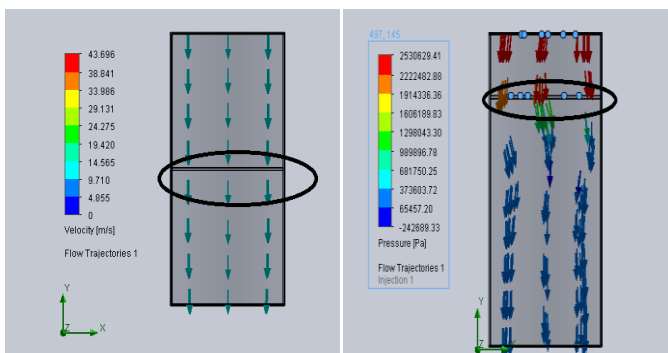 43.696
38.841
33.986
29.131
24.275
19.420
14.565
9.710
4.855
0
Velocity [m/s]
Flow Trajectories 1
Y
Z
X
497, 145
2530629.41
2222482.88
1914336.36
1606189.83
1298043.30
989896.78
681750.25
373603.72
65457.20
-242689.33
Pressure [Pa]
Flow Trajectories 1
Injection 1
Y
Z
X